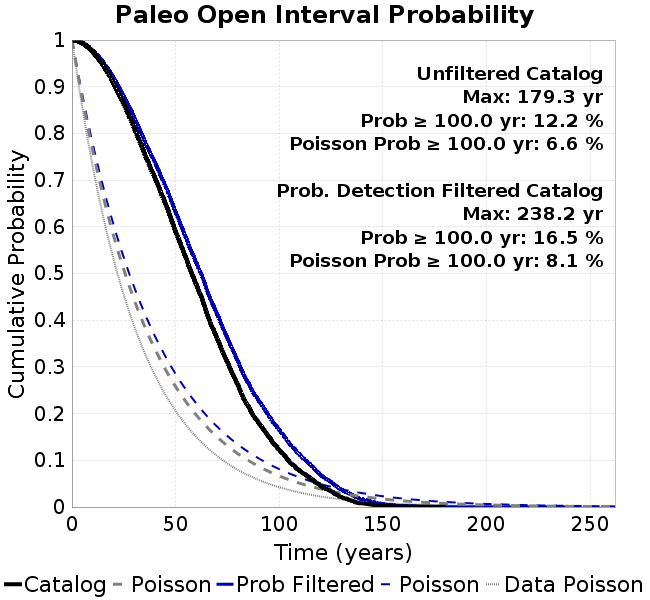 Paleo Open Interval Probability
Unfiltered Catalog
Max: 179.3 yr
Prob ≥ 100.0 yr: 12.2 %
Poisson Prob ≥ 100.0 yr: 6.6 %
Prob. Detection Filtered Catalog
Max: 238.2 yr
Prob ≥ 100.0 yr: 16.5 %
Poisson Prob ≥ 100.0 yr: 8.1 %
Cumulative Probability
1
0.9
0.8
0.7
0.6
0.5
0.4
0.3
0.2
0.1
0
0 50 100 150 200 250
Time (years)
Catalog Poisson Prob Filtered Poisson Data Poisson